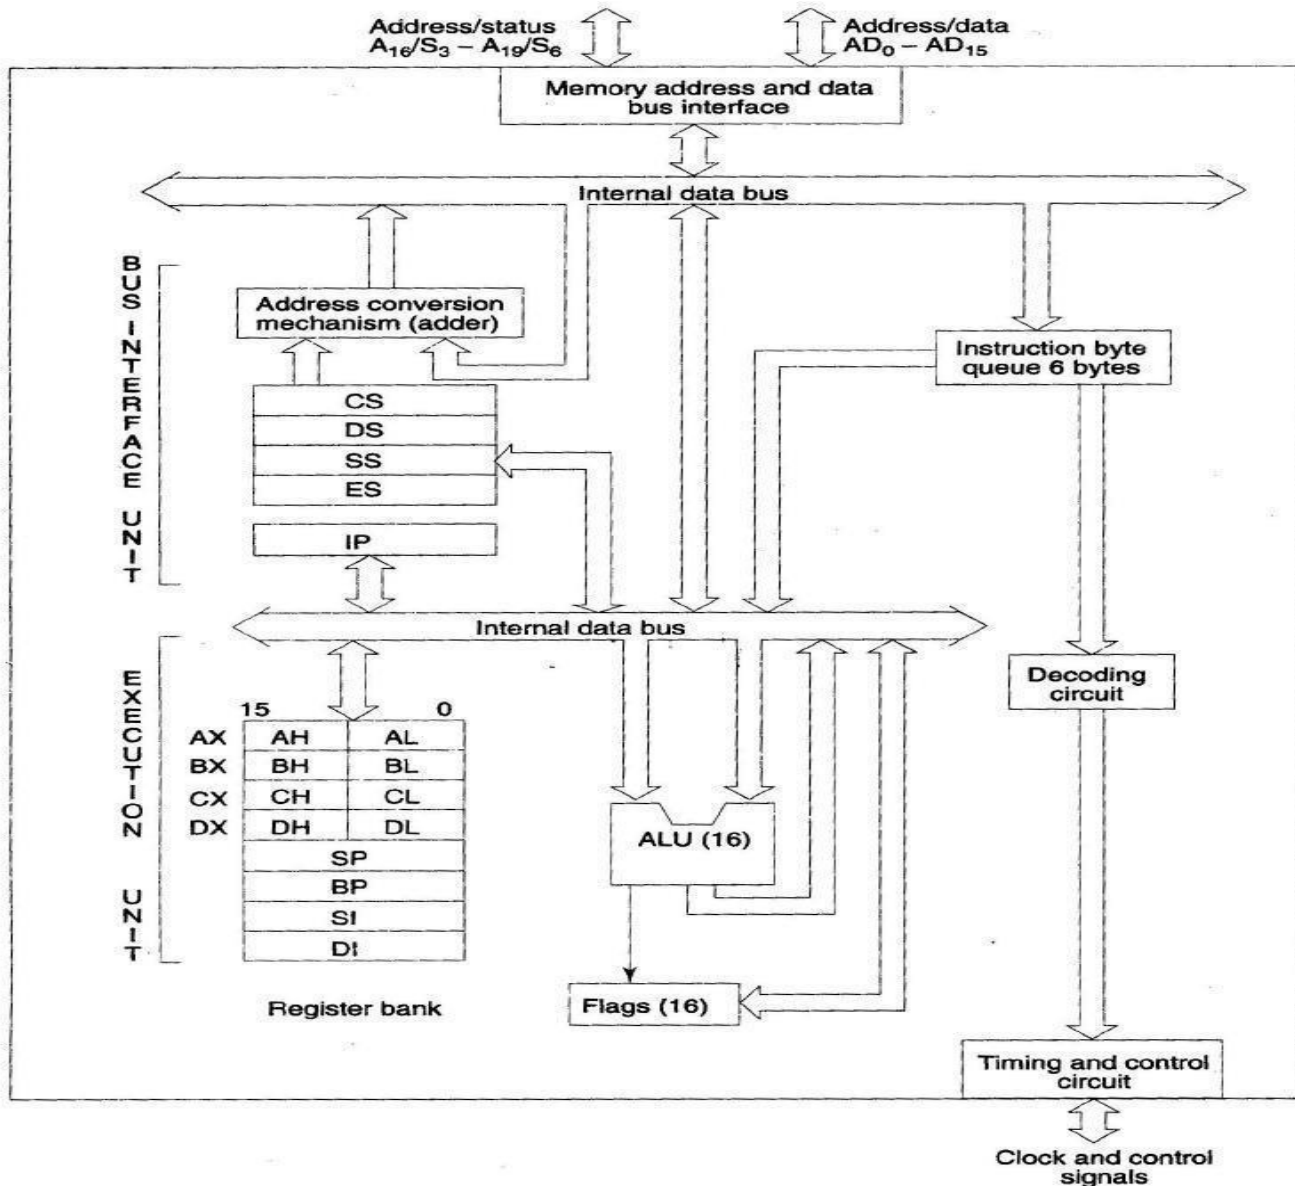 Address/status
A16/S3 – A19/S6
Address/data
AD0 – AD15
Memory address and data
bus interface
Internal data bus
BUS INTERFACE UNIT
Address conversion
mechanism (adder)
Instruction byte
queue 6 bytes
CS
DS
SS
ES
IP
Internal data bus
EXECUTION UNIT
Decoding
circuit
15 0
AX AH AL
BX BH BL
CX CH CL
DX DH DL
SP
BP
SI
DI
ALU (16)
Register bank
Flags (16)
Timing and control
circuit
Clock and control
signals